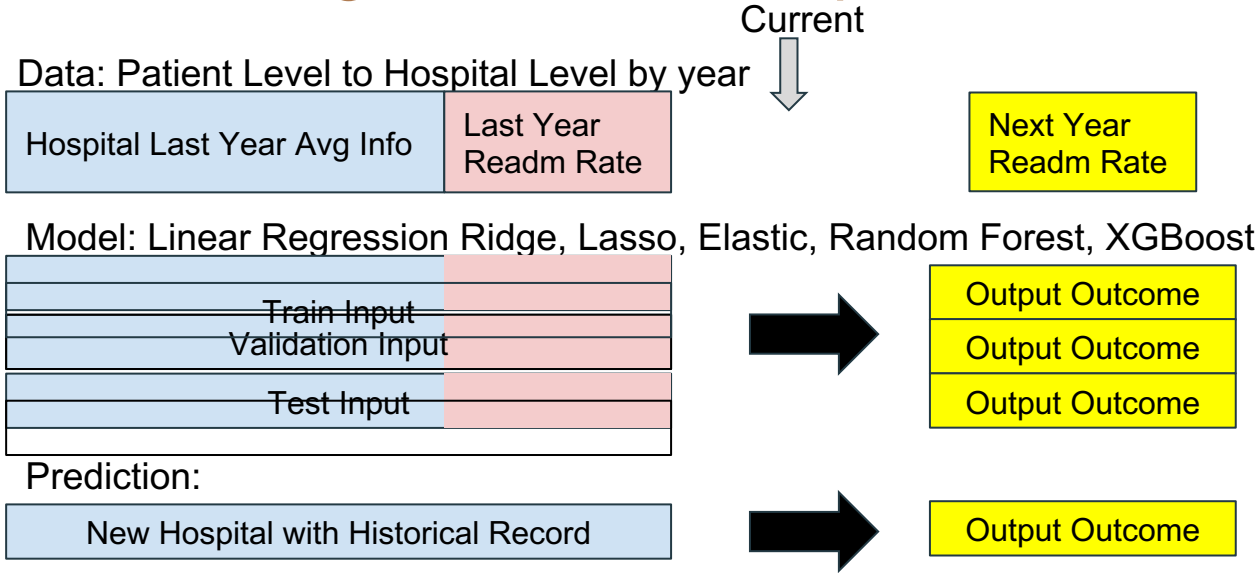 Current
Data: Patient Level to Hospital Level by year
Hospital Last Year Avg Info
Last Year
Readm Rate
Next Year
Readm Rate
Model: Linear Regression Ridge, Lasso, Elastic, Random Forest, XGBoost
Train Input
Validation Input
Test Input
Output Outcome
Output Outcome
Output Outcome
Prediction:
New Hospital with Historical Record
Output Outcome